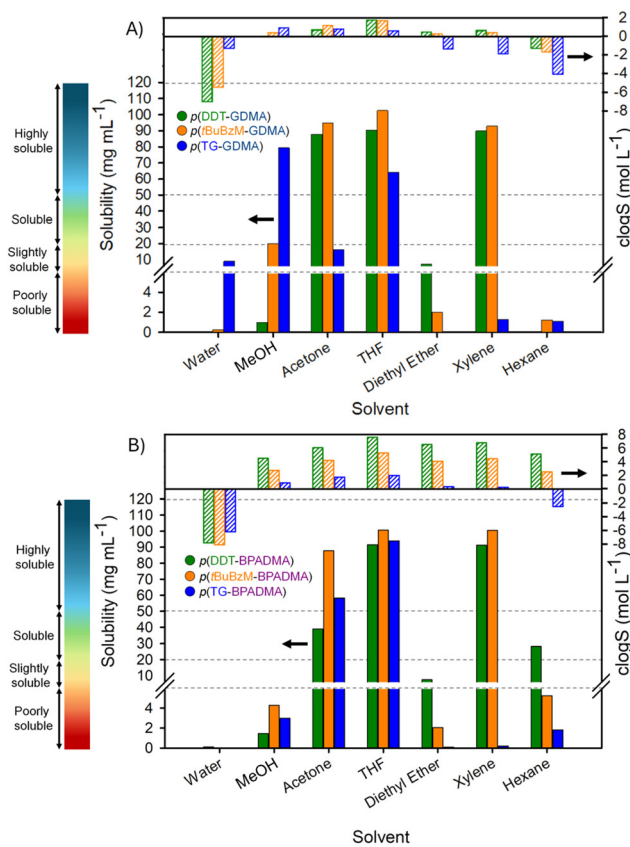 A)
Highly
soluble
Soluble
Slightly
soluble
Poorly
soluble
Solubility (mg mL⁻¹)
120
100
90
80
70
60
50
40
30
20
10
4
2
0
p(DDT-GDMA)
p(tBuBzM-GDMA)
p(TG-GDMA)
2
0
-2
-4
-6
-8
clogS (mol L⁻¹)
Water
MeOH
Acetone
THF
Diethyl Ether
Xylene
Hexane
Solvent
B)
Highly
soluble
Soluble
Slightly
soluble
Poorly
soluble
Solubility (mg mL⁻¹)
120
100
90
80
70
60
50
40
30
20
10
4
2
0
p(DDT-BPADMA)
p(tBuBzM-BPADMA)
p(TG-BPADMA)
8
6
4
2
0
-2
-4
-6
-8
clogS (mol L⁻¹)
Water
MeOH
Acetone
THF
Diethyl Ether
Xylene
Hexane
Solvent